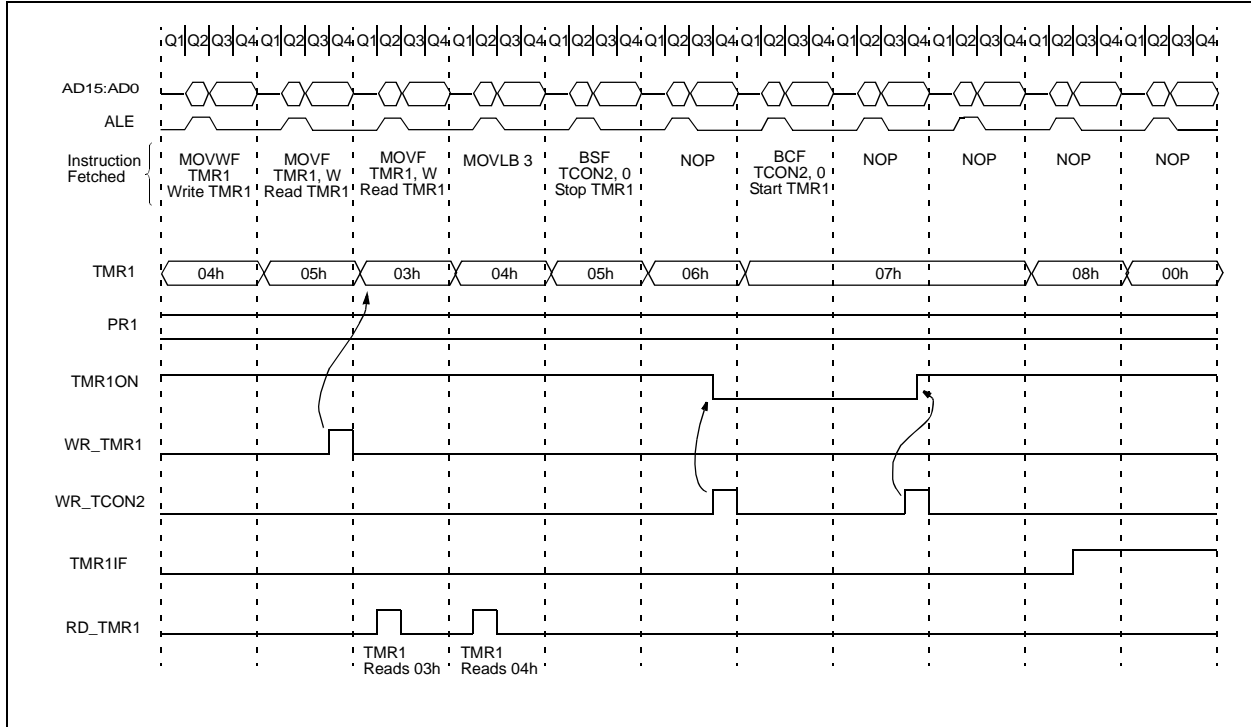 Q1 Q2 Q3 Q4 Q1 Q2 Q3 Q4 Q1 Q2 Q3 Q4 Q1 Q2 Q3 Q4 Q1 Q2 Q3 Q4 Q1 Q2 Q3 Q4 Q1 Q2 Q3 Q4 Q1 Q2 Q3 Q4 Q1 Q2 Q3 Q4 Q1 Q2 Q3 Q4 Q1 Q2 Q3 Q4
AD15:AD0
ALE
Instruction
Fetched
MOVWF
TMR1
Write TMR1
MOVF
TMR1, W
Read TMR1
MOVF
TMR1, W
Read TMR1
MOVLB 3
BSF
TCON2, 0
Stop TMR1
NOP
BCF
TCON2, 0
Start TMR1
NOP
NOP
NOP
NOP
TMR1 04h 05h 03h 04h 05h 06h 07h 08h 00h
PR1
TMR1ON
WR_TMR1
WR_TCON2
TMR1IF
RD_TMR1
TMR1
Reads 03h
TMR1
Reads 04h